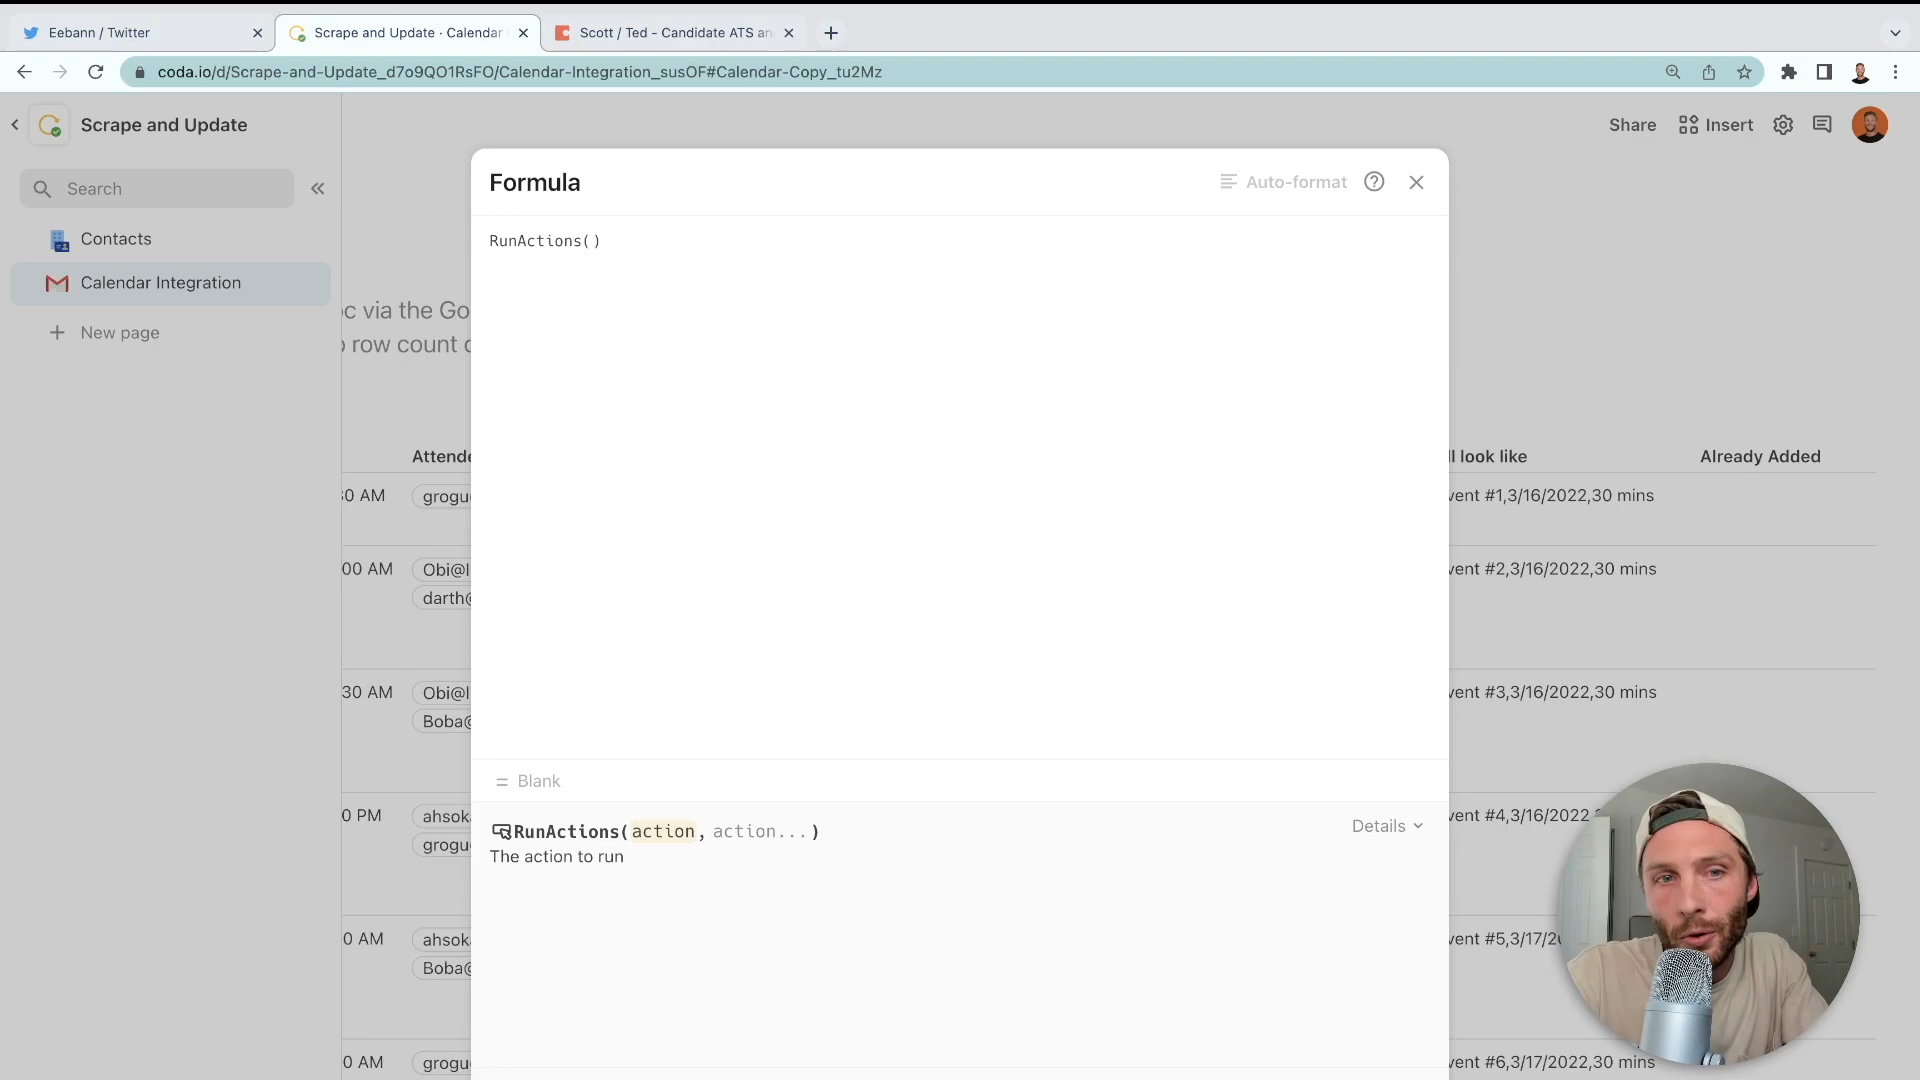 Eebann / Twitter
Scrape and Update · Calendar
Scott / Ted - Candidate ATS an
coda.io/d/Scrape-and-Update_d7o9QO1RsFO/Calendar-Integration_susOF#Calendar-Copy_tu2Mz
Scrape and Update
Share
Insert
Search
Contacts
Calendar Integration
New page
Formula
Auto-format
RunActions()
c via the Go
row count
Attende
ll look like
Already Added
30 AM
grogu
vent #1,3/16/2022,30 mins
00 AM
Obi@l
darth@
vent #2,3/16/2022,30 mins
30 AM
Obi@l
Boba@
vent #3,3/16/2022,30 mins
= Blank
0 PM
ahsok
grogu
vent #4,3/16/2022
RunActions(action, action...)
The action to run
Details
0 AM
ahsok
Boba@
vent #5,3/17/2
0 AM
grogu
vent #6,3/17/2022,30 mins